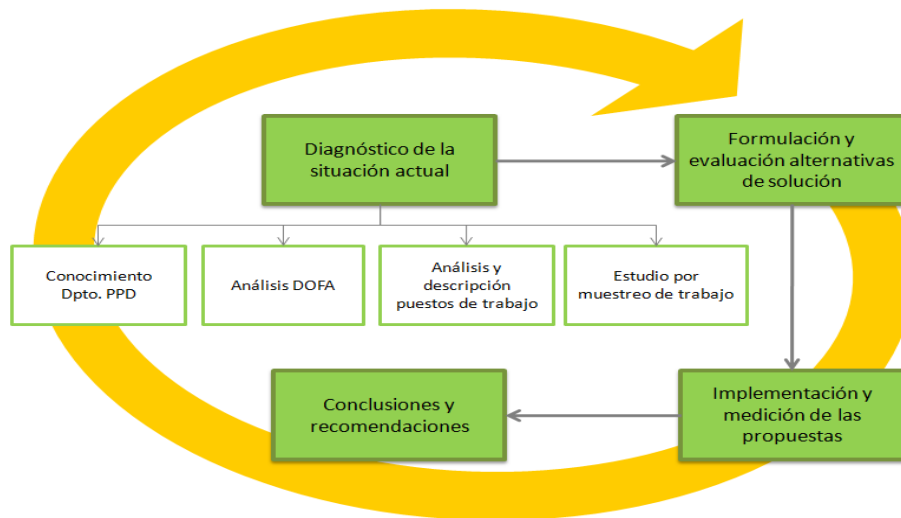 Diagnóstico de la
situación actual
Formulación y
evaluación alternativas
de solución
Conocimiento
Dpto. PPD
Análisis DOFA
Análisis y
descripción
puestos de trabajo
Estudio por
muestreo de trabajo
Conclusiones y
recomendaciones
Implementación y
medición de las
propuestas